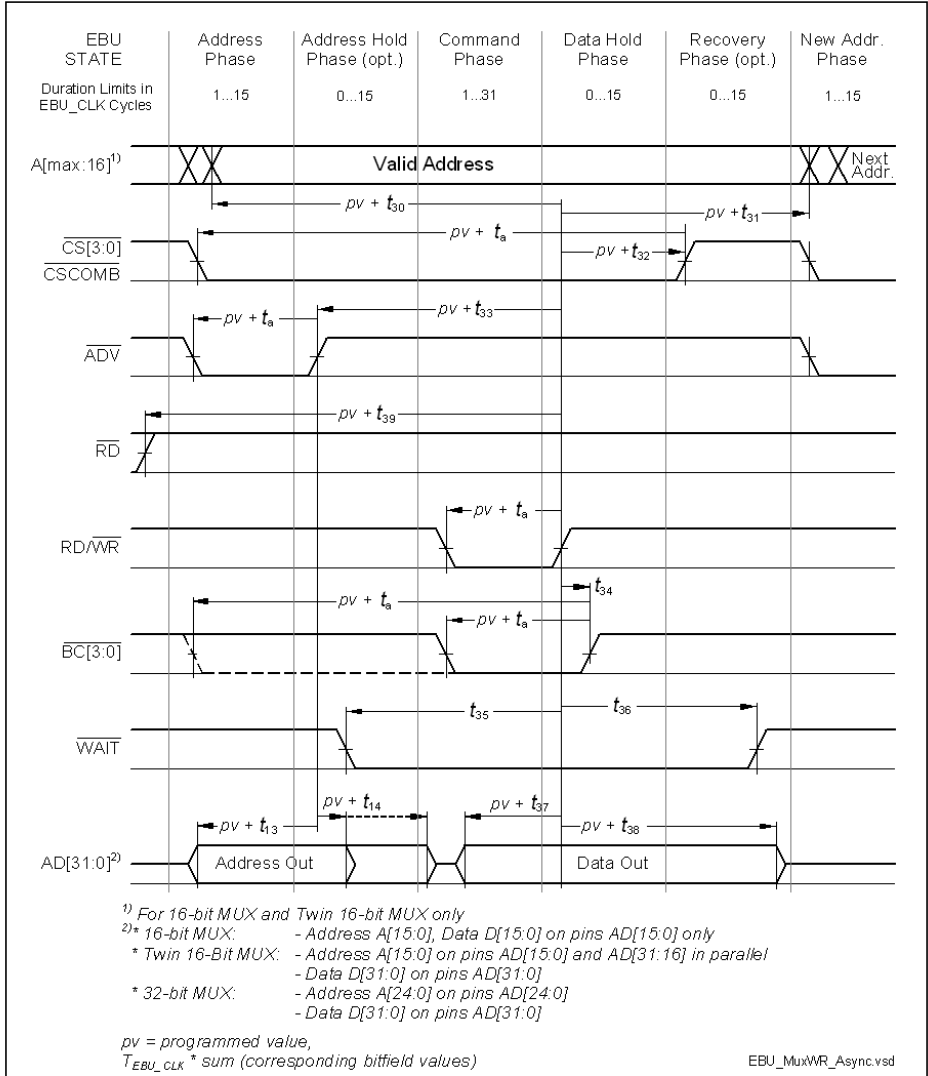 EBU STATE
Address Phase
Address Hold Phase (opt.)
Command Phase
Data Hold Phase
Recovery Phase (opt.)
New Addr. Phase
Duration Limits in EBU_CLK Cycles
1...15
0...15
1...31
0...15
0...15
1...15
A[max:16]1)
Valid Address
Next Addr.
pv + t30
pv + t31
CS[3:0]
CSCOMB
pv + ta
pv + t32
ADV
pv + ta
pv + t33
RD
pv + t39
RD/WR
pv + ta
t34
BC[3:0]
pv + ta
pv + ta
WAIT
t35
t36
AD[31:0]2)
pv + t13
pv + t14
pv + t37
pv + t38
Address Out
Data Out
1) For 16-bit MUX and Twin 16-bit MUX only
2)* 16-bit MUX: - Address A[15:0], Data D[15:0] on pins AD[15:0] only
* Twin 16-Bit MUX: - Address A[15:0] on pins AD[15:0] and AD[31:16] in parallel
- Data D[31:0] on pins AD[31:0]
* 32-bit MUX: - Address A[24:0] on pins AD[24:0]
- Data D[31:0] on pins AD[31:0]
pv = programmed value,
TEBU_CLK * sum (corresponding bitfield values)
EBU_MuxWR_Async.vsd